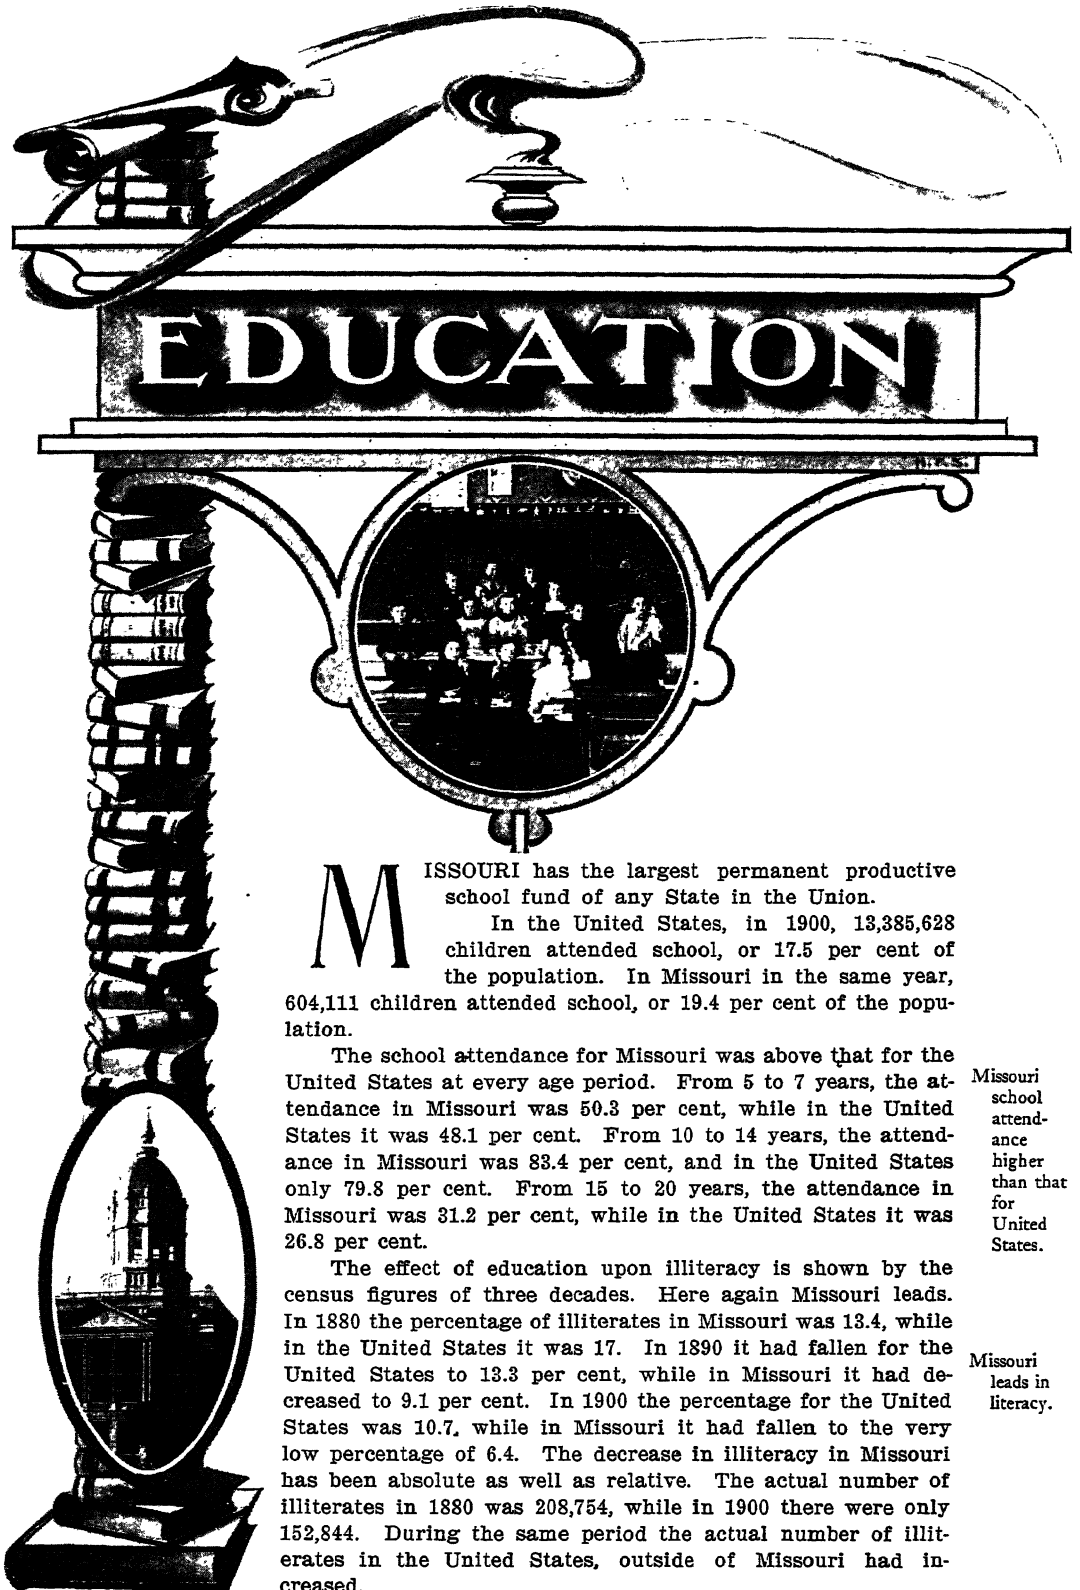 EDUCATION
H.K.S.
MISSOURI has the largest permanent productive
school fund of any State in the Union.
In the United States, in 1900, 13,385,628
children attended school, or 17.5 per cent of
the population. In Missouri in the same year,
604,111 children attended school, or 19.4 per cent of the popu-
lation.
The school attendance for Missouri was above that for the
United States at every age period. From 5 to 7 years, the at-
tendance in Missouri was 50.3 per cent, while in the United
States it was 48.1 per cent. From 10 to 14 years, the attend-
ance in Missouri was 83.4 per cent, and in the United States
only 79.8 per cent. From 15 to 20 years, the attendance in
Missouri was 31.2 per cent, while in the United States it was
26.8 per cent.
Missouri
school
attend-
ance
higher
than that
for
United
States.
The effect of education upon illiteracy is shown by the
census figures of three decades. Here again Missouri leads.
In 1880 the percentage of illiterates in Missouri was 13.4, while
in the United States it was 17. In 1890 it had fallen for the
United States to 13.3 per cent, while in Missouri it had de-
creased to 9.1 per cent. In 1900 the percentage for the United
States was 10.7, while in Missouri it had fallen to the very
low percentage of 6.4. The decrease in illiteracy in Missouri
has been absolute as well as relative. The actual number of
illiterates in 1880 was 208,754, while in 1900 there were only
152,844. During the same period the actual number of illit-
erates in the United States, outside of Missouri had in-
creased.
Missouri
leads in
literacy.